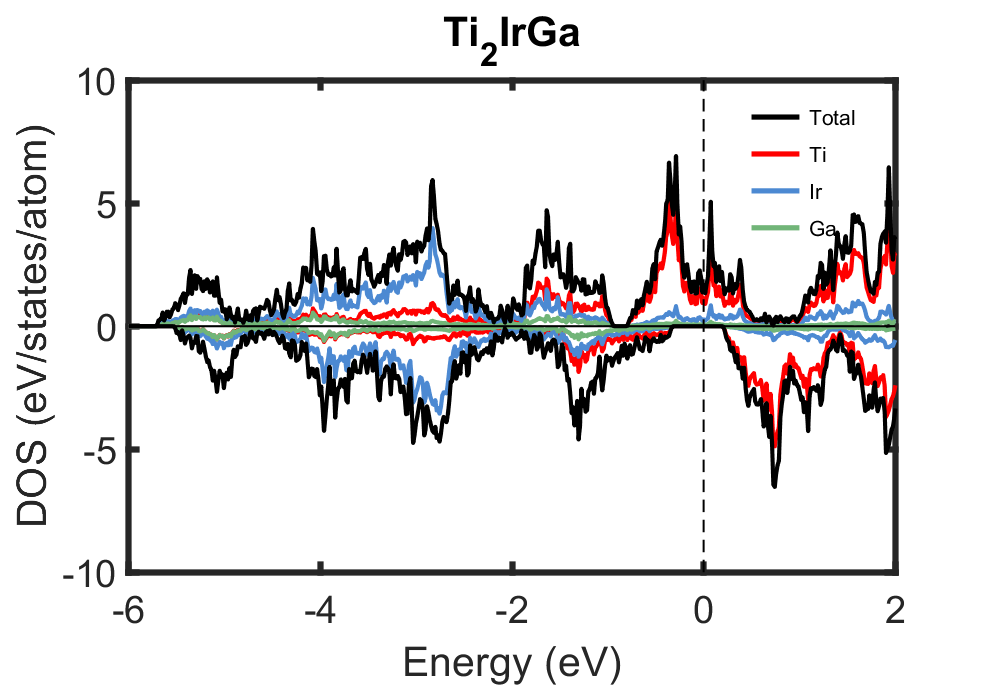 Ti2IrGa
DOS (eV/states/atom)
10
5
0
0
-5
-10
Total
Ti
Ir
Ga
-6
-4
-2
0
2
Energy (eV)